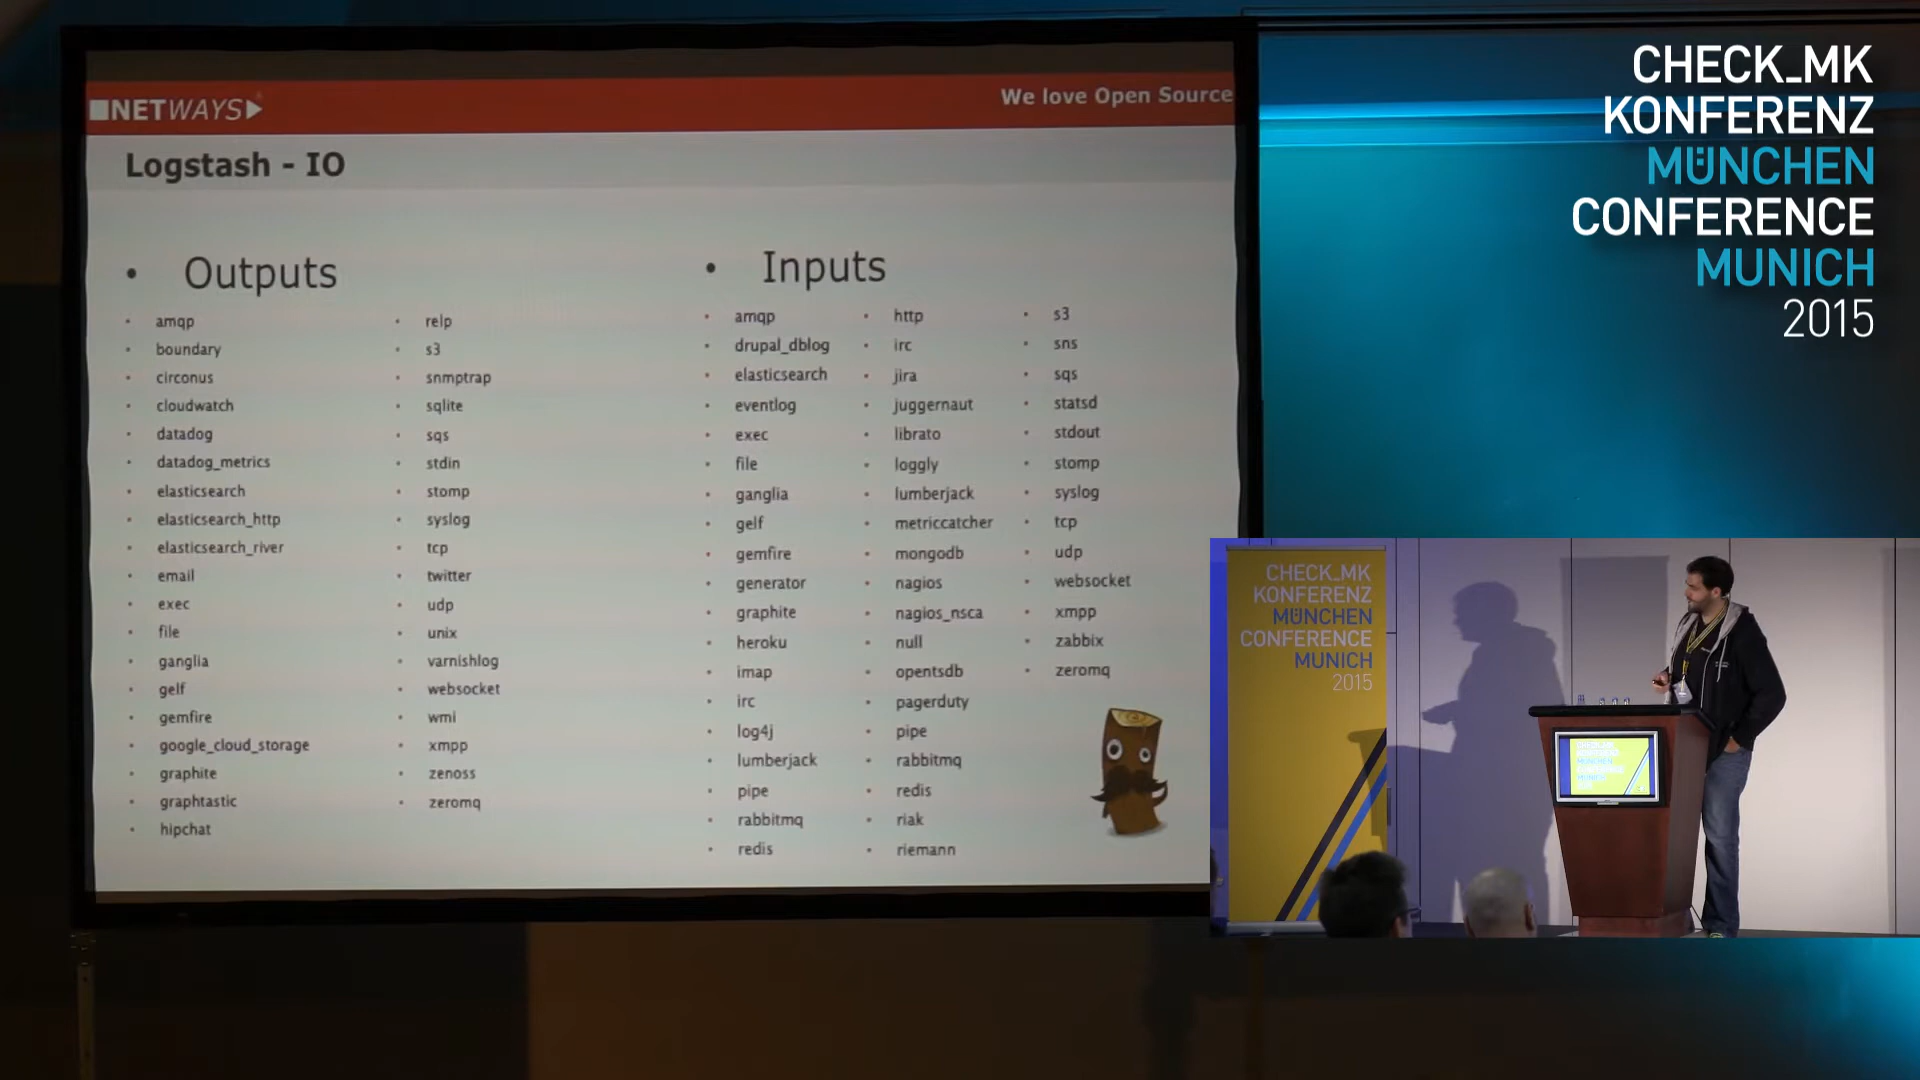 NETWAYS
We love Open Source
Logstash - IO
• Outputs
• amqp
• boundary
• circonus
• cloudwatch
• datadog
• datadog_metrics
• elasticsearch
• elasticsearch_http
• elasticsearch_river
• email
• exec
• file
• ganglia
• gelf
• gemfire
• google_cloud_storage
• graphite
• graphtastic
• hipchat
• relp
• s3
• snmptrap
• sqlite
• sqs
• stdin
• stomp
• syslog
• tcp
• twitter
• udp
• unix
• varnishlog
• websocket
• wmi
• xmpp
• zenoss
• zeromq
• Inputs
• amqp
• drupal_dblog
• elasticsearch
• eventlog
• exec
• file
• ganglia
• gelf
• gemfire
• generator
• graphite
• heroku
• imap
• irc
• log4j
• lumberjack
• pipe
• rabbitmq
• redis
• http
• irc
• jira
• juggernaut
• librato
• loggly
• lumberjack
• metriccatcher
• mongodb
• nagios
• nagios_nsca
• null
• opentsdb
• pagerduty
• pipe
• rabbitmq
• redis
• riak
• riemann
• s3
• sns
• sqs
• statsd
• stdout
• stomp
• syslog
• tcp
• udp
• websocket
• xmpp
• zabbix
• zeromq
CHECK_MK
KONFERENZ
MÜNCHEN
CONFERENCE
MUNICH
2015
CHECK_MK
KONFERENZ
MÜNCHEN
CONFERENCE
MUNICH
2015